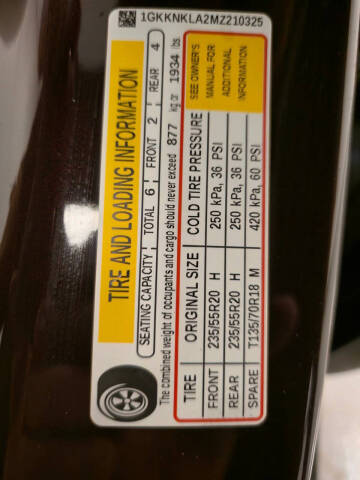 1GKKNKLA2MZ210325
TIRE AND LOADING INFORMATION
SEATING CAPACITY TOTAL 6 FRONT 2 REAR 4
The combined weight of occupants and cargo should never exceed 877 kg or 1934 lbs.
TIRE ORIGINAL SIZE COLD TIRE PRESSURE
FRONT 235/55R20 H 250 kPa, 36 PSI
REAR 235/55R20 H 250 kPa, 36 PSI
SPARE T135/70R18 M 420 kPa, 60 PSI
SEE OWNER'S
MANUAL FOR
ADDITIONAL
INFORMATION